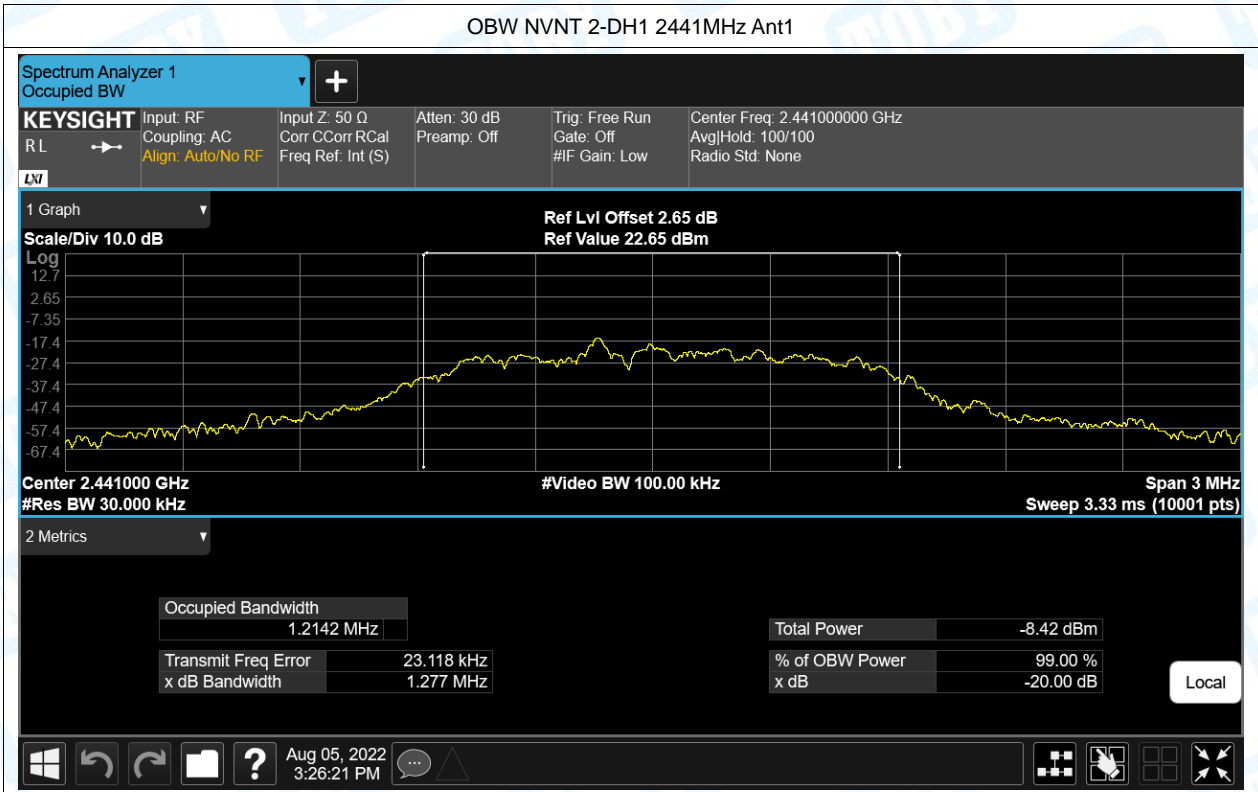 OBW NVNT 2-DH1 2441MHz Ant1
Spectrum Analyzer 1
Occupied BW
KEYSIGHT
R L
LXI
Input: RF
Coupling: AC
Align: Auto/No RF
Input Z: 50 Ω
Corr CCorr RCal
Freq Ref: Int (S)
Atten: 30 dB
Preamp: Off
Trig: Free Run
Gate: Off
#IF Gain: Low
Center Freq: 2.441000000 GHz
Avg|Hold: 100/100
Radio Std: None
1 Graph
Scale/Div 10.0 dB
Ref Lvl Offset 2.65 dB
Ref Value 22.65 dBm
Log
12.7
2.65
-7.35
-17.4
-27.4
-37.4
-47.4
-57.4
-67.4
Center 2.441000 GHz
#Video BW 100.00 kHz
Span 3 MHz
#Res BW 30.000 kHz
Sweep 3.33 ms (10001 pts)
2 Metrics
Occupied Bandwidth
1.2142 MHz
Total Power -8.42 dBm
Transmit Freq Error 23.118 kHz
% of OBW Power 99.00 %
x dB Bandwidth 1.277 MHz
x dB -20.00 dB
Local
Aug 05, 2022
3:26:21 PM